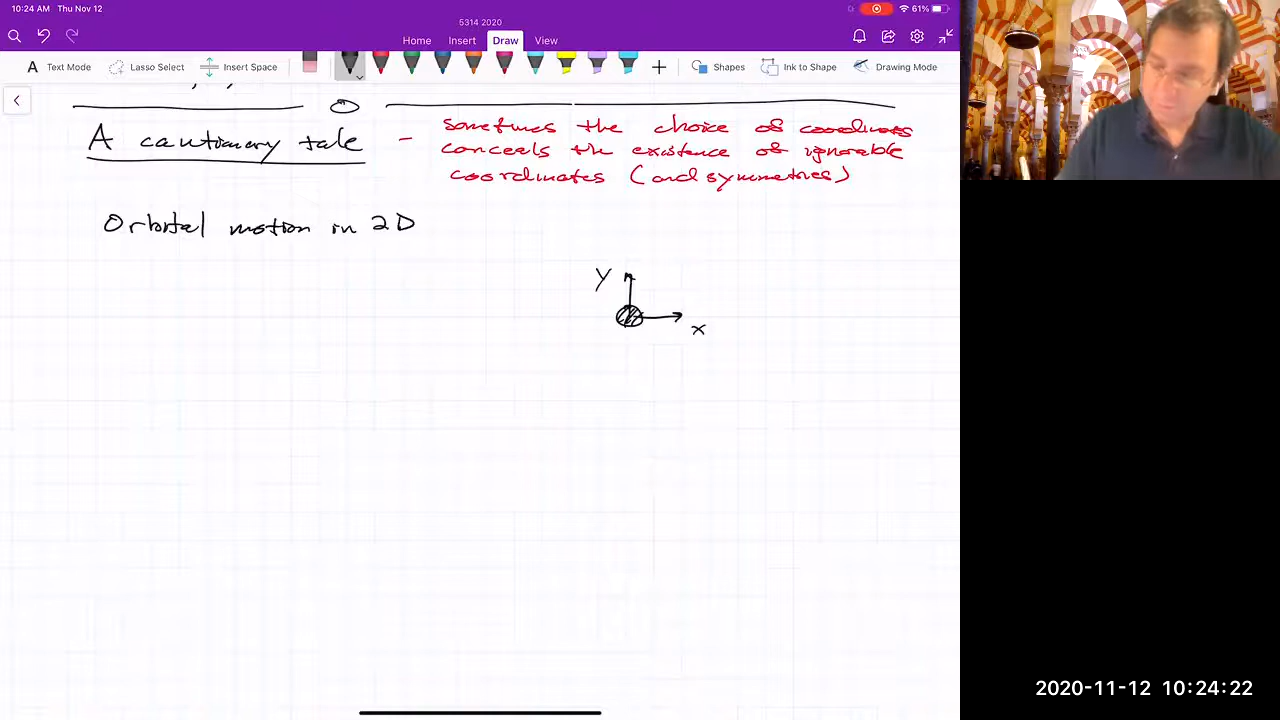 10:24 AM Thu Nov 12
61%
5314 2020
Home Insert Draw View
Text Mode Lasso Select Insert Space Shapes Ink to Shape Drawing Mode
A cautionary tale - sometimes the choice of coordinates
conceals the existence of ignorable
coordinates (and symmetries)
Orbital motion in 2D
y
x
2020-11-12 10:24:22